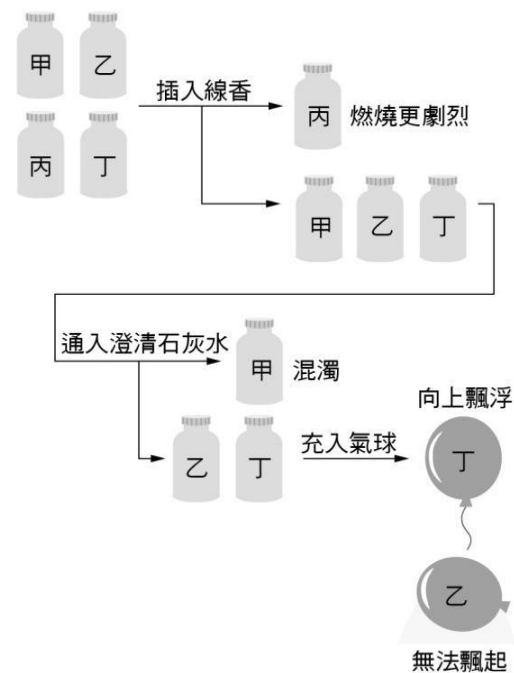 甲 乙
插入線香
丙 燃燒更劇烈
丙 丁
甲 乙 丁
通入澄清石灰水
甲 混濁
向上飄浮
乙 丁
充入氣球
丁
乙
無法飄起